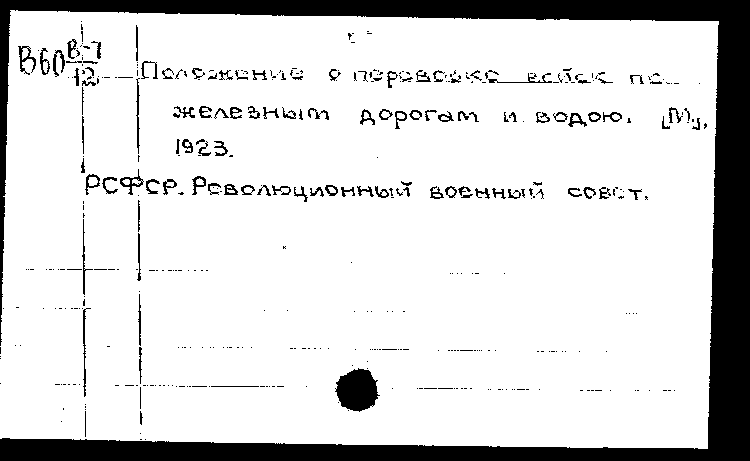 В60 В-7/12 Положение о перевозке войск по
железным дорогам и водою. [М],
1923.
РСФСР. Революционный военный совет.